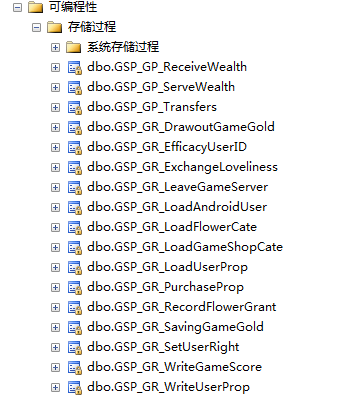 可编程性
存储过程
系统存储过程
dbo.GSP_GP_ReceiveWealth
dbo.GSP_GP_ServeWealth
dbo.GSP_GP_Transfers
dbo.GSP_GR_DrawoutGameGold
dbo.GSP_GR_EfficacyUserID
dbo.GSP_GR_ExchangeLoveliness
dbo.GSP_GR_LeaveGameServer
dbo.GSP_GR_LoadAndroidUser
dbo.GSP_GR_LoadFlowerCate
dbo.GSP_GR_LoadGameShopCate
dbo.GSP_GR_LoadUserProp
dbo.GSP_GR_PurchaseProp
dbo.GSP_GR_RecordFlowerGrant
dbo.GSP_GR_SavingGameGold
dbo.GSP_GR_SetUserRight
dbo.GSP_GR_WriteGameScore
dbo.GSP_GR_WriteUserProp